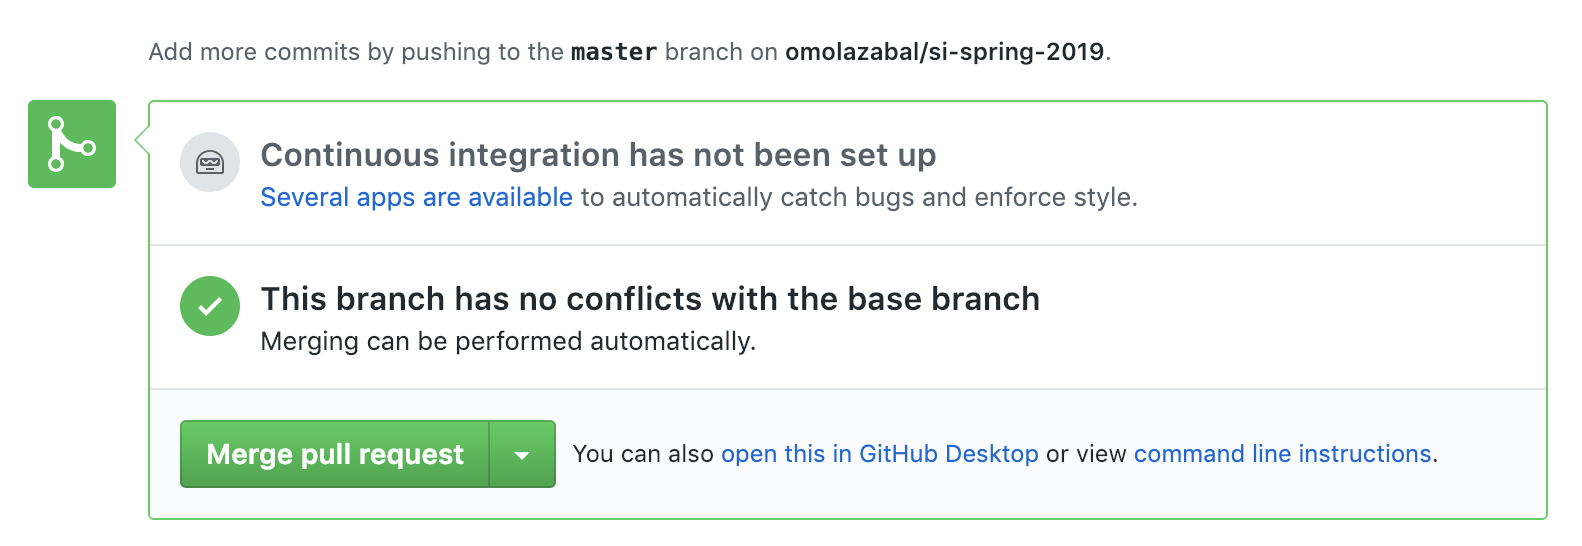 Add more commits by pushing to the master branch on omolazabal/si-spring-2019.
Continuous integration has not been set up
Several apps are available to automatically catch bugs and enforce style.
This branch has no conflicts with the base branch
Merging can be performed automatically.
Merge pull request You can also open this in GitHub Desktop or view command line instructions.